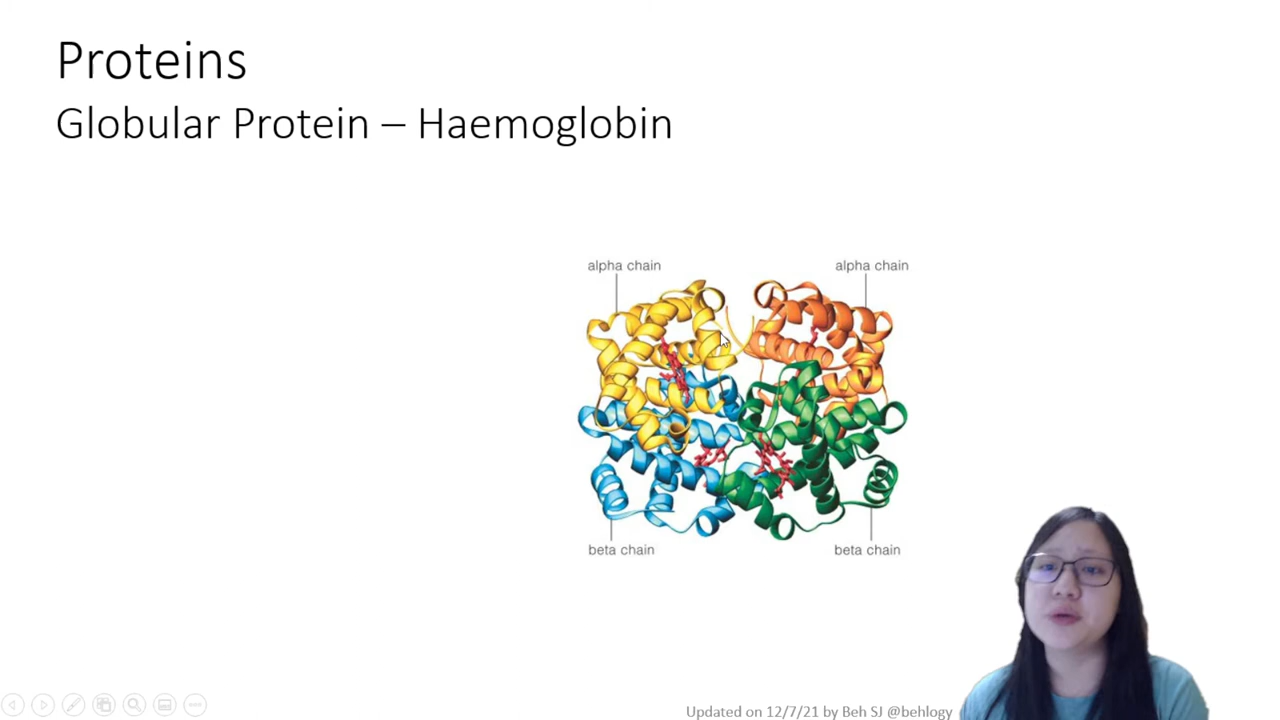 Proteins
Globular Protein – Haemoglobin
alpha chain
alpha chain
beta chain
beta chain
Updated on 12/7/21 by Beh SJ @behlogy